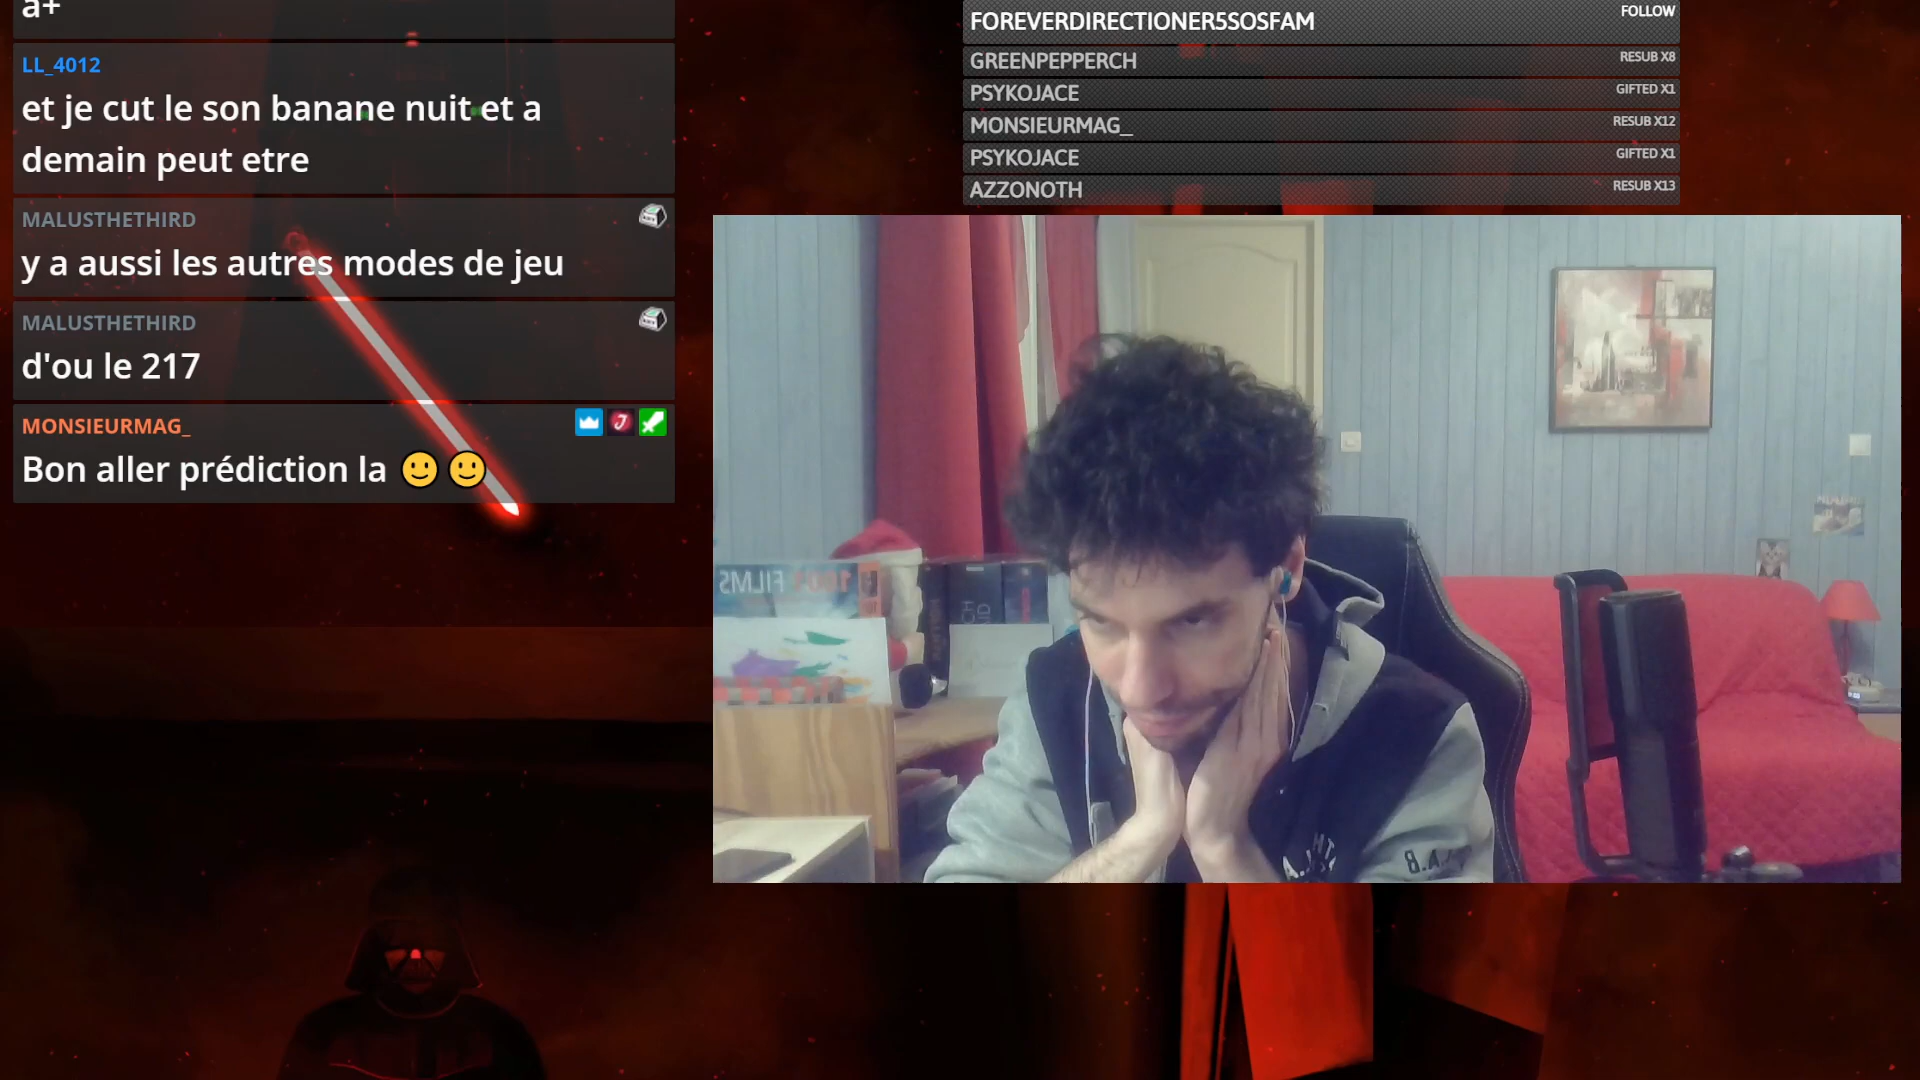 a+
LL_4012
et je cut le son banane nuit et a
demain peut etre
MALUSTHETHIRD
y a aussi les autres modes de jeu
MALUSTHETHIRD
d'ou le 217
MONSIEURMAG_
Bon aller prédiction la 🙂 🙂
FOREVERDIRECTIONER5SOSFAM FOLLOW
GREENPEPPERCH RESUB X8
PSYKOJACE GIFTED X1
MONSIEURMAG_ RESUB X12
PSYKOJACE GIFTED X1
AZZONOTH RESUB X13
1001 FILMS